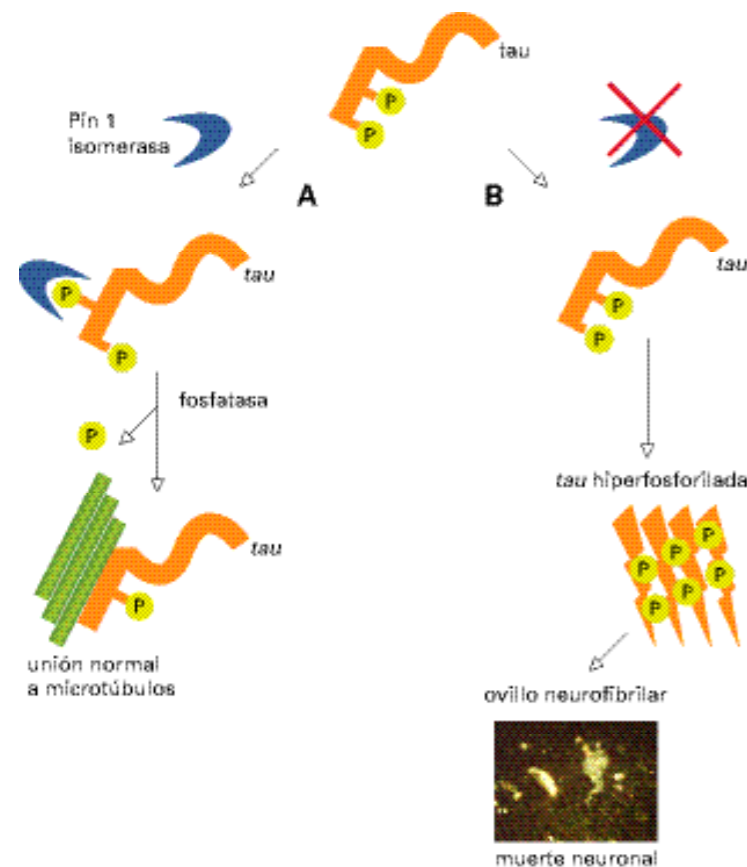 tau
P
P
Pin 1
isomerasa
A
B
P
tau
P
P
P
tau
fosfatasa
P
tau hiperfosforilada
tau
P
P
P
P
P
P
P
unión normal
a microtúbulos
ovillo neurofibrilar
muerte neuronal